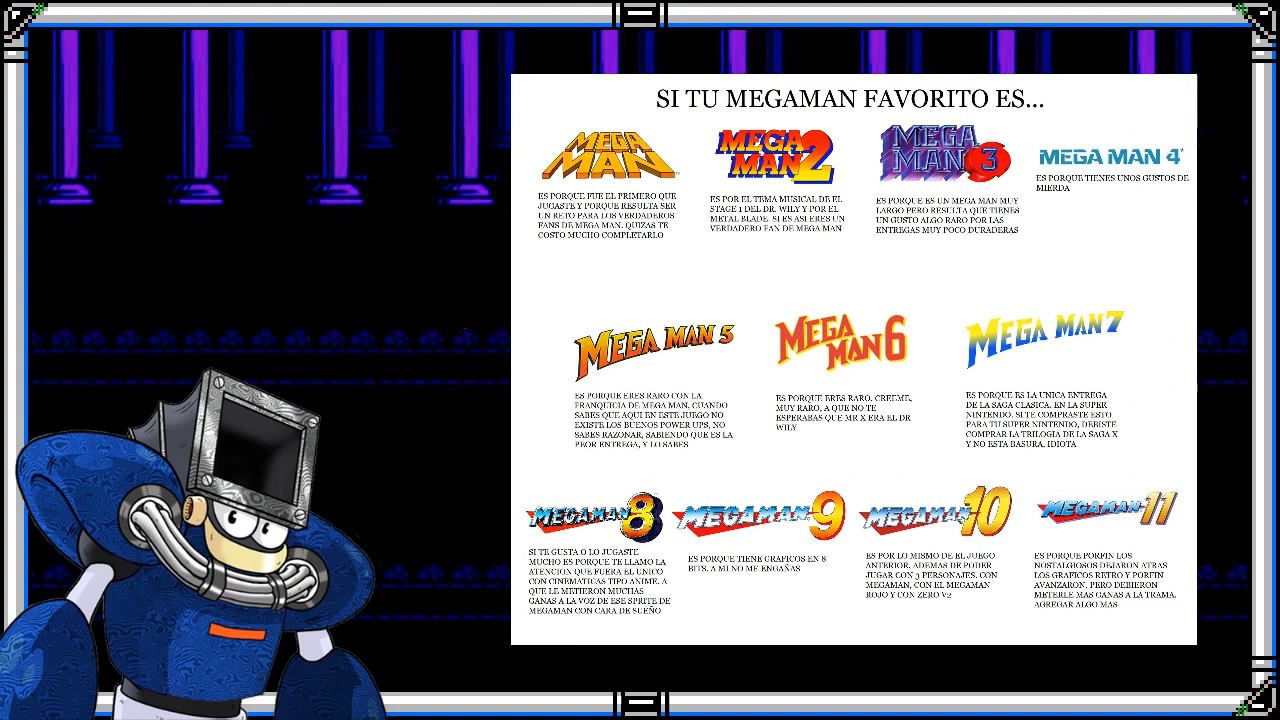 SI TU MEGAMAN FAVORITO ES...
MEGA
MAN
ES PORQUE FUE EL PRIMERO QUE
JUGASTE Y PORQUE RESULTA SER
UN RETO PARA LOS VERDADEROS
FANS DE MEGA MAN. QUIZAS TE
COSTO MUCHO COMPLETARLO
MEGA
MAN 2
ES POR EL TEMA MUSICAL DE EL
STAGE 1 DEL DR. WILY Y POR EL
METAL BLADE. SI ES ASI ERES UN
VERDADERO FAN DE MEGA MAN
MEGA
MAN 3
ES PORQUE ES UN MEGA MAN MUY
LARGO PERO RESULTA QUE TIENES
UN GUSTO ALGO RARO POR LAS
ENTREGAS MUY POCO DURADERAS
MEGA MAN 4
ES PORQUE TIENES UNOS GUSTOS DE
MIERDA
MEGA MAN 5
ES PORQUE ERES RARO CON LA
FRANQUICIA DE MEGA MAN, CUANDO
SABES QUE AQUI EN ESTE JUEGO NO
EXISTE LOS BUENOS POWER UPS, NO
SABES RAZONAR, SABIENDO QUE ES LA
PEOR ENTREGA, Y LO SABES
MEGA
MAN 6
ES PORQUE ERES RARO. CREEME,
MUY RARO, A QUE NO TE
ESPERABAS QUE MR X ERA EL DR
WILY
MEGA MAN 7
ES PORQUE ES LA UNICA ENTREGA
DE LA SAGA CLASICA, EN LA SUPER
NINTENDO. SI TE COMPRASTE ESTO
PARA TU SUPER NINTENDO, DEBISTE
COMPRAR LA TRILOGIA DE LA SAGA X
Y NO ESTA BASURA, IDIOTA
MEGAMAN 8
SI TE GUSTA O LO JUGASTE
MUCHO ES PORQUE TE LLAMO LA
ATENCION QUE FUERA EL UNICO
CON CINEMATICAS TIPO ANIME. A
QUE LE METIERON MUCHAS
GANAS A LA VOZ DE ESE SPRITE DE
MEGAMAN CON CARA DE SUEÑO
MEGAMAN 9
ES PORQUE TIENE GRAFICOS EN 8
BITS. A MI NO ME ENGAÑAS
MEGAMAN 10
ES POR LO MISMO DE EL JUEGO
ANTERIOR. ADEMAS DE PODER
JUGAR CON 3 PERSONAJES. CON
MEGAMAN, CON EL MEGAMAN
ROJO Y CON ZERO V2
MEGAMAN 11
ES PORQUE PORFIN LOS
NOSTALGIOSOS DEJARON ATRAS
LOS GRAFICOS RETRO Y PORFIN
AVANZARON. PERO DEBIERON
METERLE MAS GANAS A LA TRAMA.
AGREGAR ALGO MAS